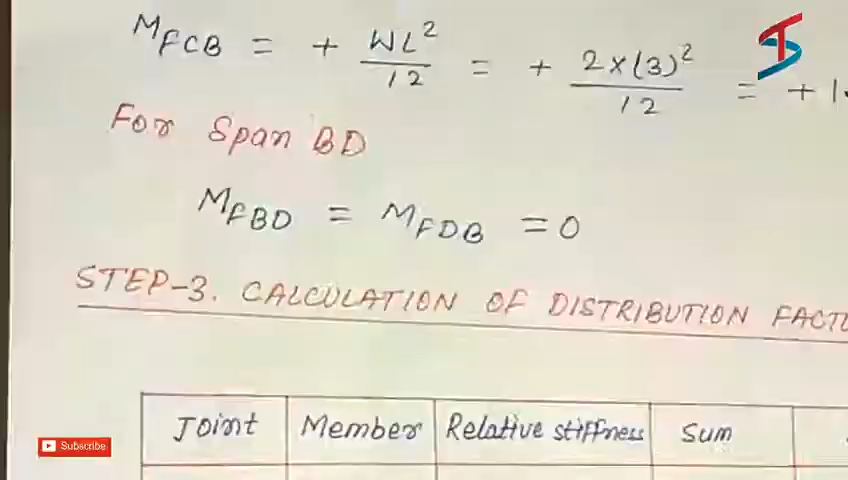 MFCB = + WL²/12 = + 2×(3)²/12 = + 1.
For Span BD
MFBD = MFDB = 0
STEP-3. CALCULATION OF DISTRIBUTION
Joint Member Relative stiffness Sum
Subscribe